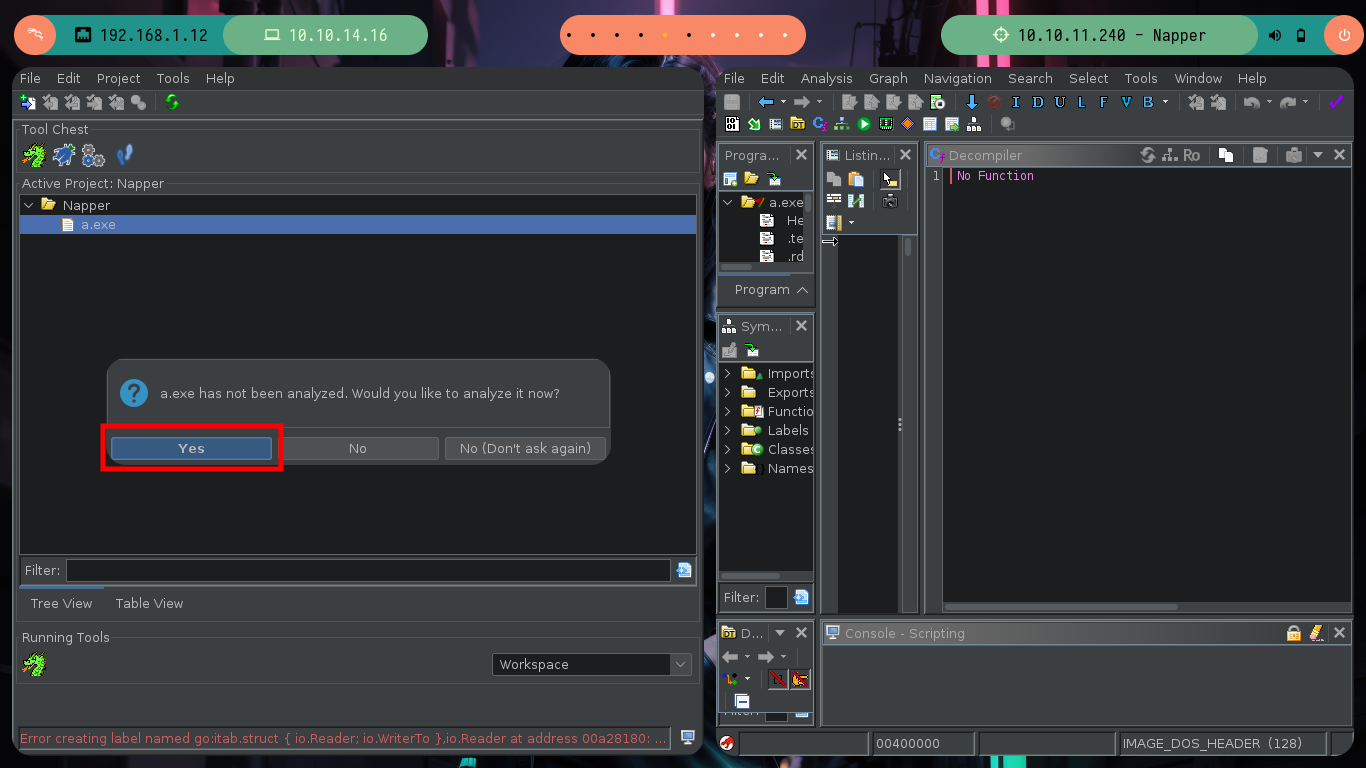 192.168.1.12
10.10.14.16
10.10.11.240 - Napper
File Edit Project Tools Help
Tool Chest
Active Project: Napper
Napper
a.exe
a.exe has not been analyzed. Would you like to analyze it now?
Yes
No
No (Don't ask again)
Filter:
Tree View
Table View
Running Tools
Workspace
Error creating label named go:itab.struct { io.Reader; io.WriterTo },io.Reader at address 00a28180: ...
File Edit Analysis Graph Navigation Search Select Tools Window Help
I D U L F V B
Progra...
a.exe
He
.te
.rd
Program
Sym...
Imports
Exports
Functio
Labels
Classes
Names
Filter:
D...
Listin...
Decompiler
Ro
1 No Function
Console - Scripting
00400000
IMAGE_DOS_HEADER (128)